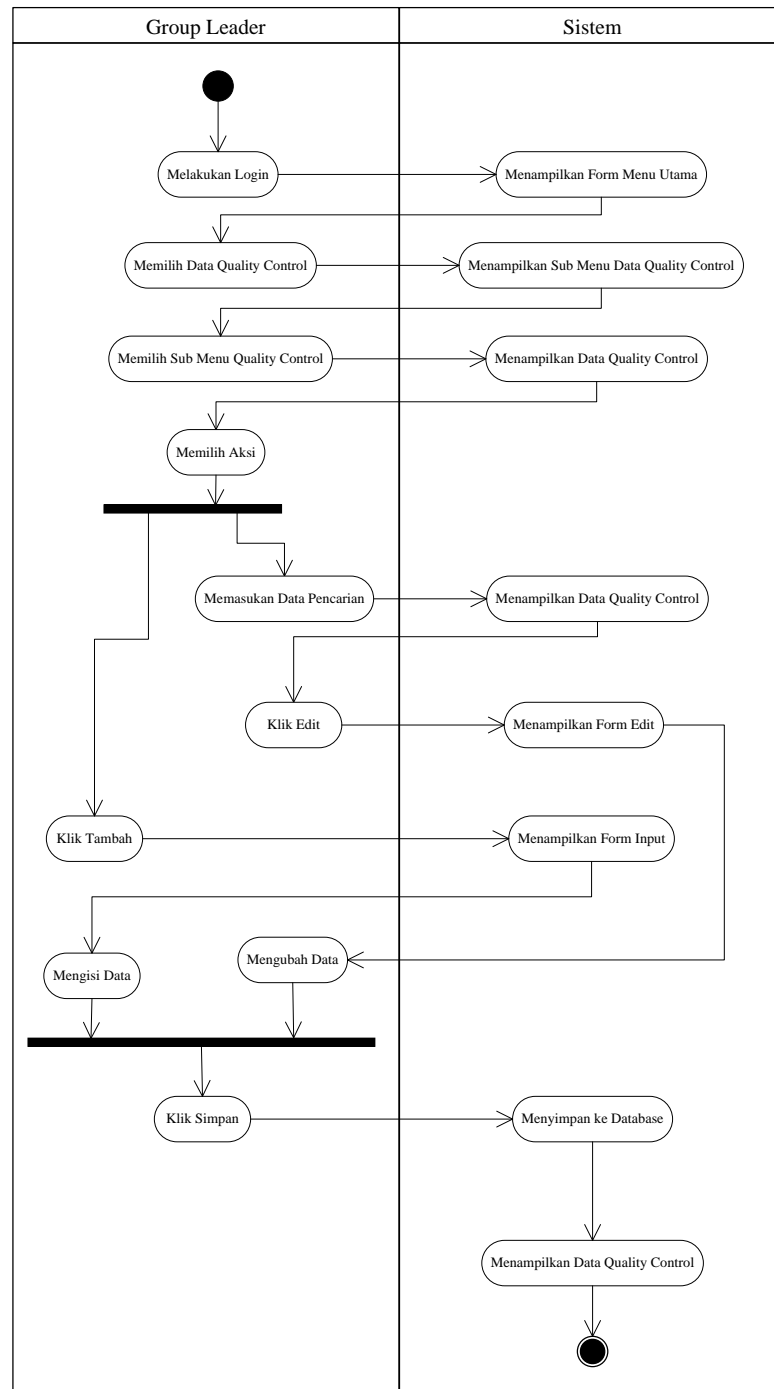 Group Leader
Sistem
Melakukan Login
Menampilkan Form Menu Utama
Memilih Data Quality Control
Menampilkan Sub Menu Data Quality Control
Memilih Sub Menu Quality Control
Menampilkan Data Quality Control
Memilih Aksi
Memasukan Data Pencarian
Menampilkan Data Quality Control
Klik Edit
Menampilkan Form Edit
Klik Tambah
Menampilkan Form Input
Mengisi Data
Mengubah Data
Klik Simpan
Menyimpan ke Database
Menampilkan Data Quality Control